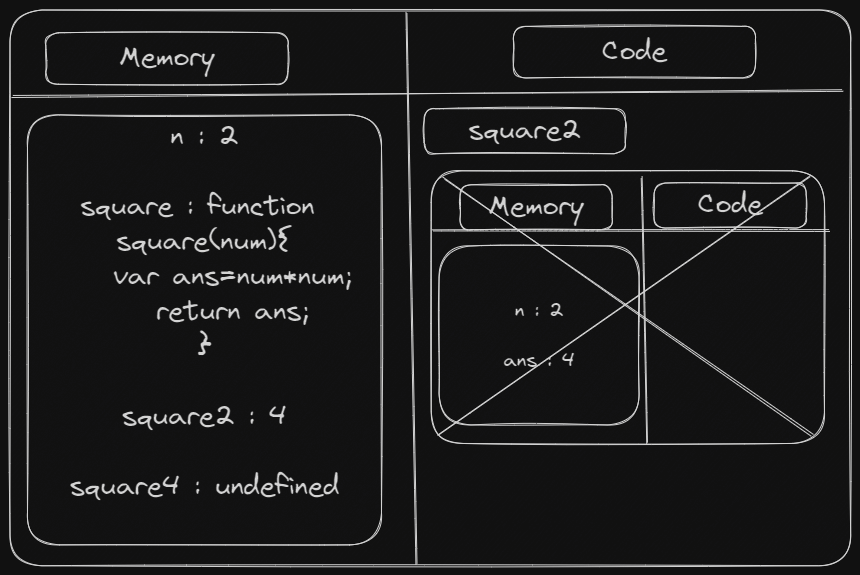 Memory
n : 2
square : function
square(num){
var ans=num*num;
return ans;
}
square2 : 4
square4 : undefined
Code
square2
Memory
Code
n : 2
ans : 4